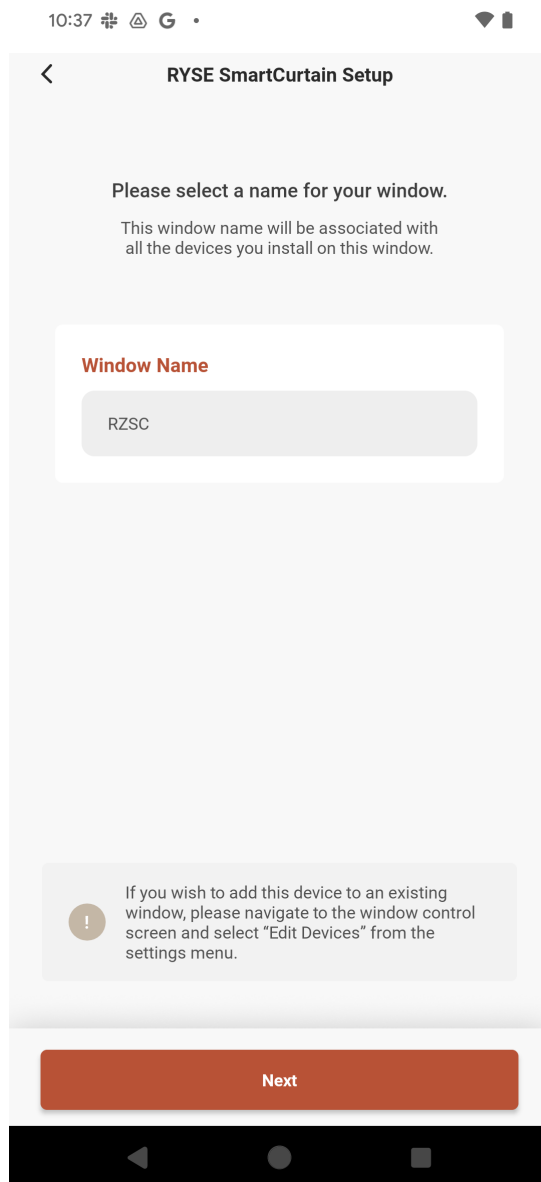 10:37
RYSE SmartCurtain Setup
Please select a name for your window.
This window name will be associated with
all the devices you install on this window.
Window Name
RZSC
!
If you wish to add this device to an existing
window, please navigate to the window control
screen and select “Edit Devices” from the
settings menu.
Next